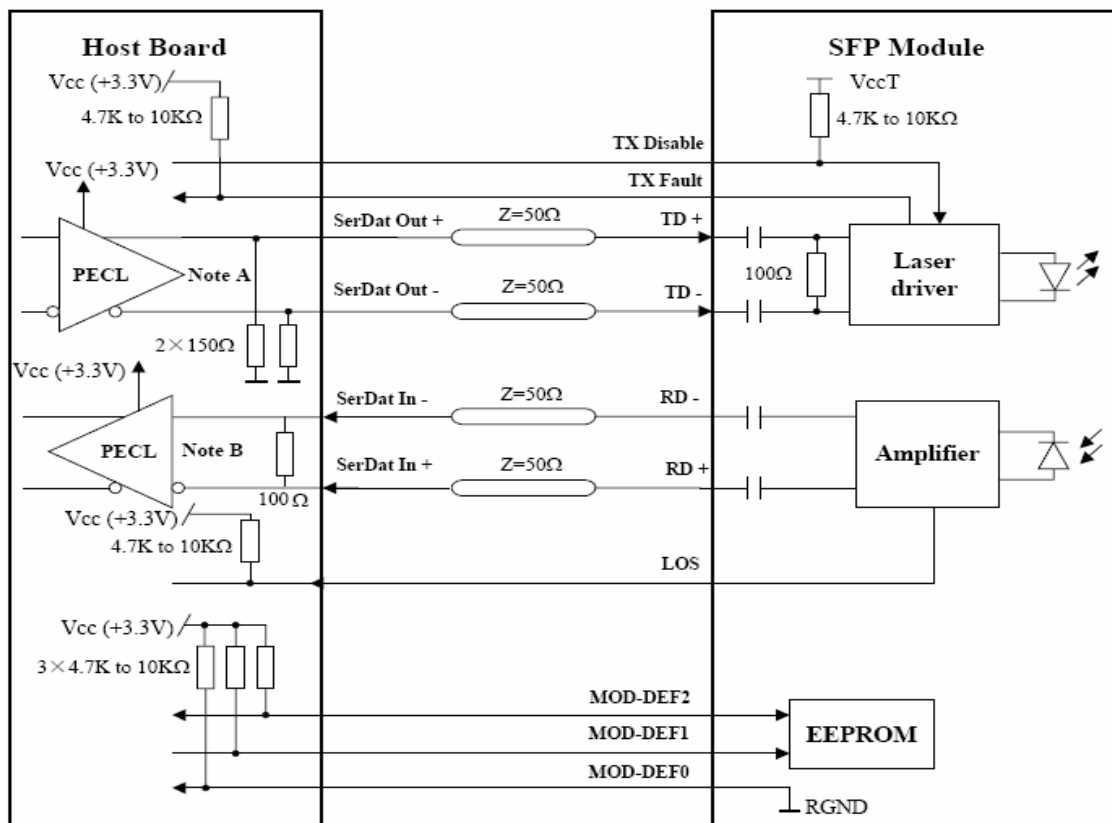 Host Board
SFP Module
Vcc (+3.3V)
4.7K to 10KΩ
VccT
4.7K to 10KΩ
TX Disable
Vcc (+3.3V)
TX Fault
SerDat Out +
Z=50Ω
TD +
PECL
Note A
100Ω
Laser
driver
SerDat Out -
Z=50Ω
TD -
2×150Ω
Vcc (+3.3V)
SerDat In -
Z=50Ω
RD -
PECL
Note B
Amplifier
SerDat In +
Z=50Ω
RD +
100Ω
Vcc (+3.3V)
4.7K to 10KΩ
LOS
Vcc (+3.3V)
3×4.7K to 10KΩ
MOD-DEF2
MOD-DEF1
EEPROM
MOD-DEF0
RGND